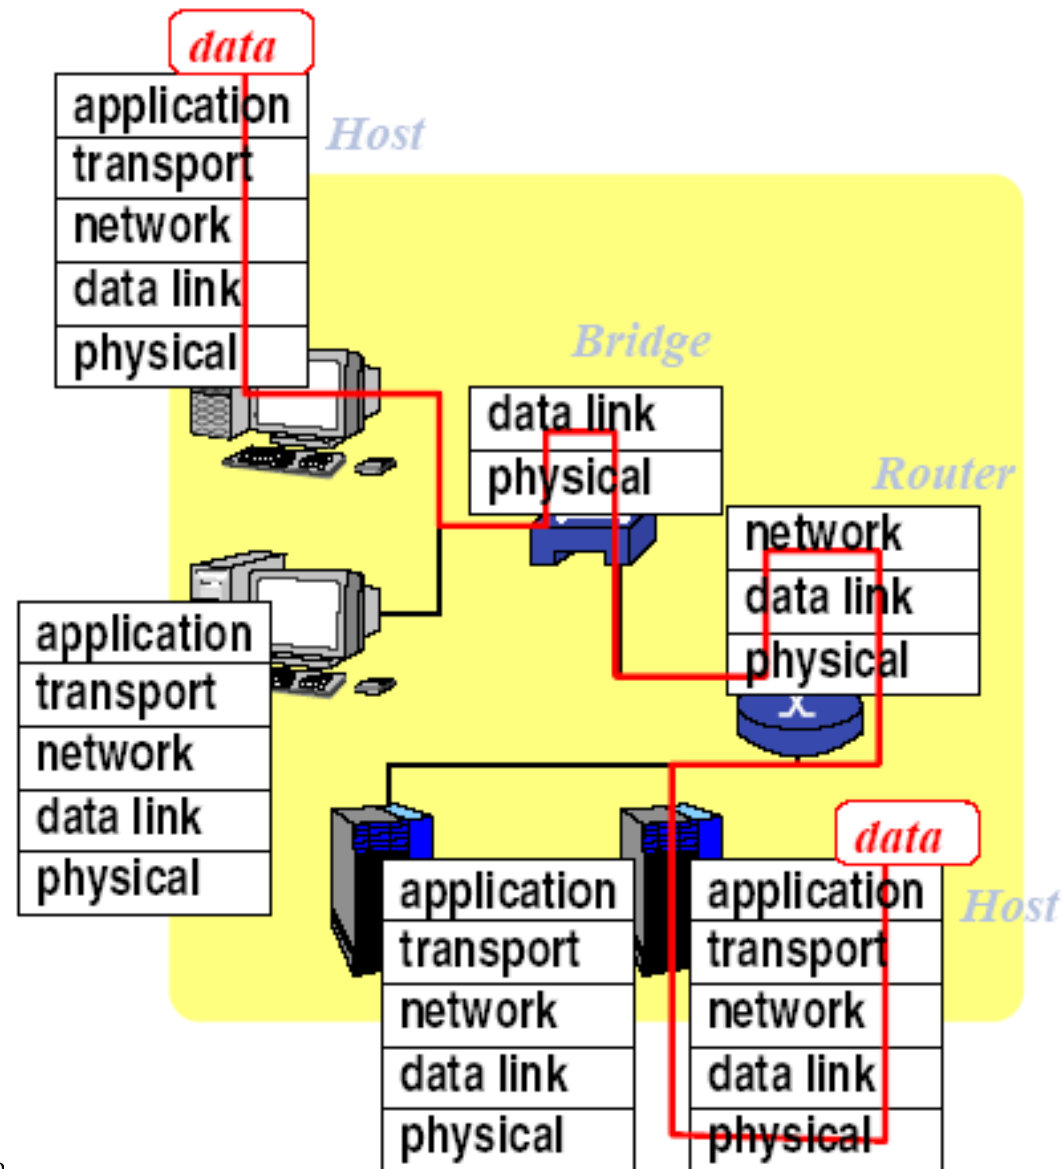 data
application
transport
network
data link
physical
Host
Bridge
data link
physical
Router
network
data link
physical
application
transport
network
data link
physical
application
transport
network
data link
physical
data
application
transport
network
data link
physical
Host